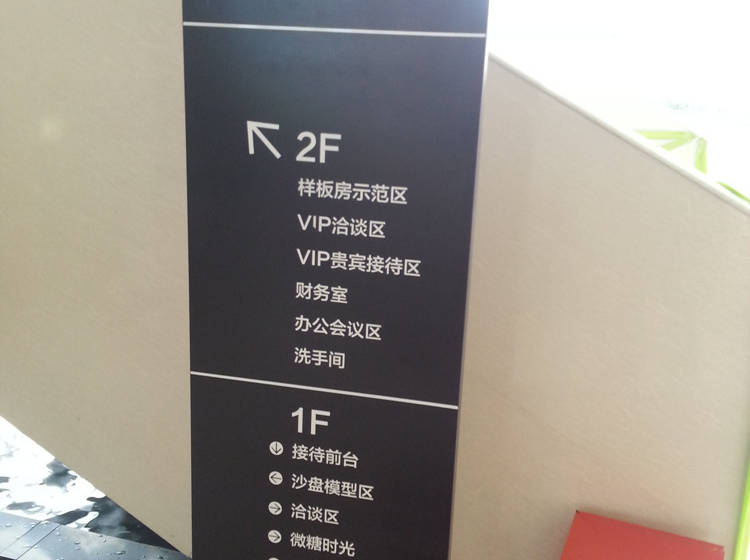 2F
样板房示范区
VIP洽谈区
VIP贵宾接待区
财务室
办公会议区
洗手间
1F
接待前台
沙盘模型区
洽谈区
微糖时光